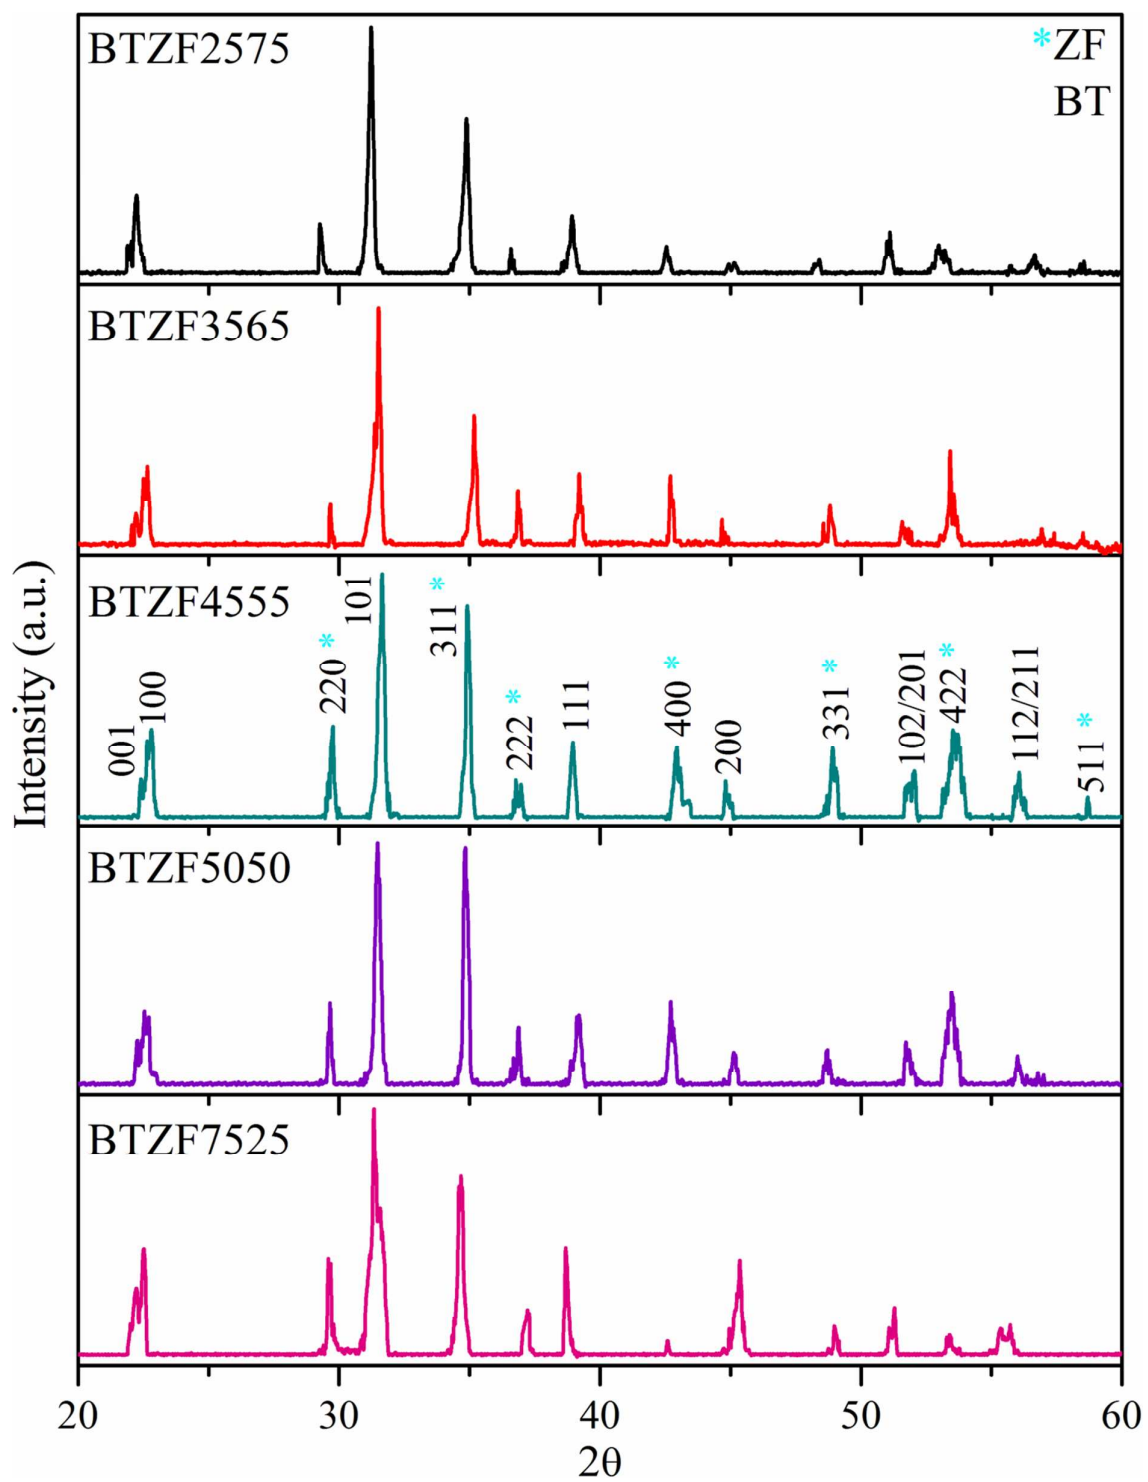 BTZF2575
*ZF
BT
BTZF3565
BTZF4555
001
100
220 *
101
311 *
222 *
111
400 *
200
331 *
102/201
422 *
112/211
511 *
BTZF5050
BTZF7525
Intensity (a.u.)
20 30 40 50 60
2θ